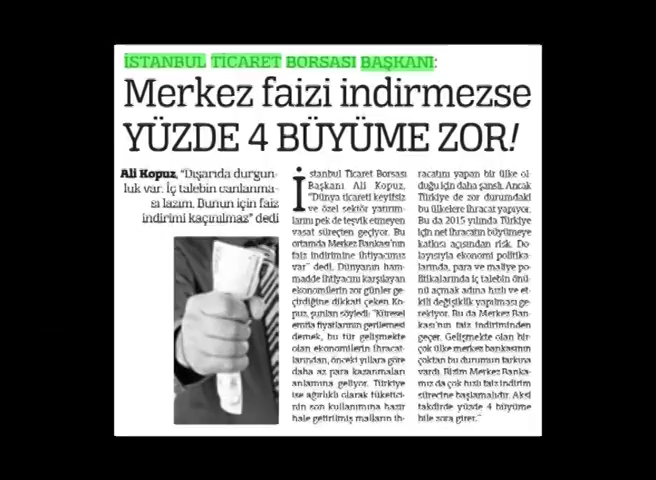 İSTANBUL TİCARET BORSASI BAŞKANI:
Merkez faizi indirmezse
YÜZDE 4 BÜYÜME ZOR!
Ali Kopuz, “Dışarıda durgun-
luk var. İç talebin canlanma-
sı lazım. Bunun için faiz
indirimi kaçınılmaz” dedi
İstanbul Ticaret Borsası
Başkanı Ali Kopuz,
“Dünya ticareti keyifsiz
ve özel sektör yatırım-
larını pek de teşvik etmeyen
vasat süreçten geçiyor. Bu
ortamda Merkez Bankası'nın
faiz indirimine ihtiyacımız
var” dedi. Dünyanın ham-
madde ihtiyacını karşılayan
ekonomilerin zor günler ge-
çirdiğine dikkati çeken Ko-
puz, şunları söyledi: “Küresel
emtia fiyatlarının gerilemesi
demek, bu tür gelişmekte
olan ekonomilerin ihracat-
larından, önceki yıllara göre
daha az para kazanmaları
anlamına geliyor. Türkiye
ise ağırlıklı olarak tüketici-
nin son kullanımına hazır
hale getirilmiş malların ih-
racatını yapan bir ülke ol-
duğu için daha şanslı. Ancak
Türkiye de zor durumdaki
bu ülkelere ihracat yapıyor.
Bu da 2015 yılında Türkiye
için net ihracatın büyümeye
katkısı açısından risk. Do-
layısıyla ekonomi politika-
larında, para ve maliye po-
litikalarında iç talebin önü-
nü açmak adına hızlı ve et-
kili değişiklik yapılması ge-
rekiyor. Bu da Merkez Ban-
kası'nın faiz indiriminden
geçer. Gelişmekte olan bir-
çok ülke merkez bankasının
çoktan bu durumun farkına
vardı. Bizim Merkez Banka-
mız da çok hızlı faiz indirim
sürecine başlamalıdır. Aksi
takdirde yüzde 4 büyüme
bile zora girer.”